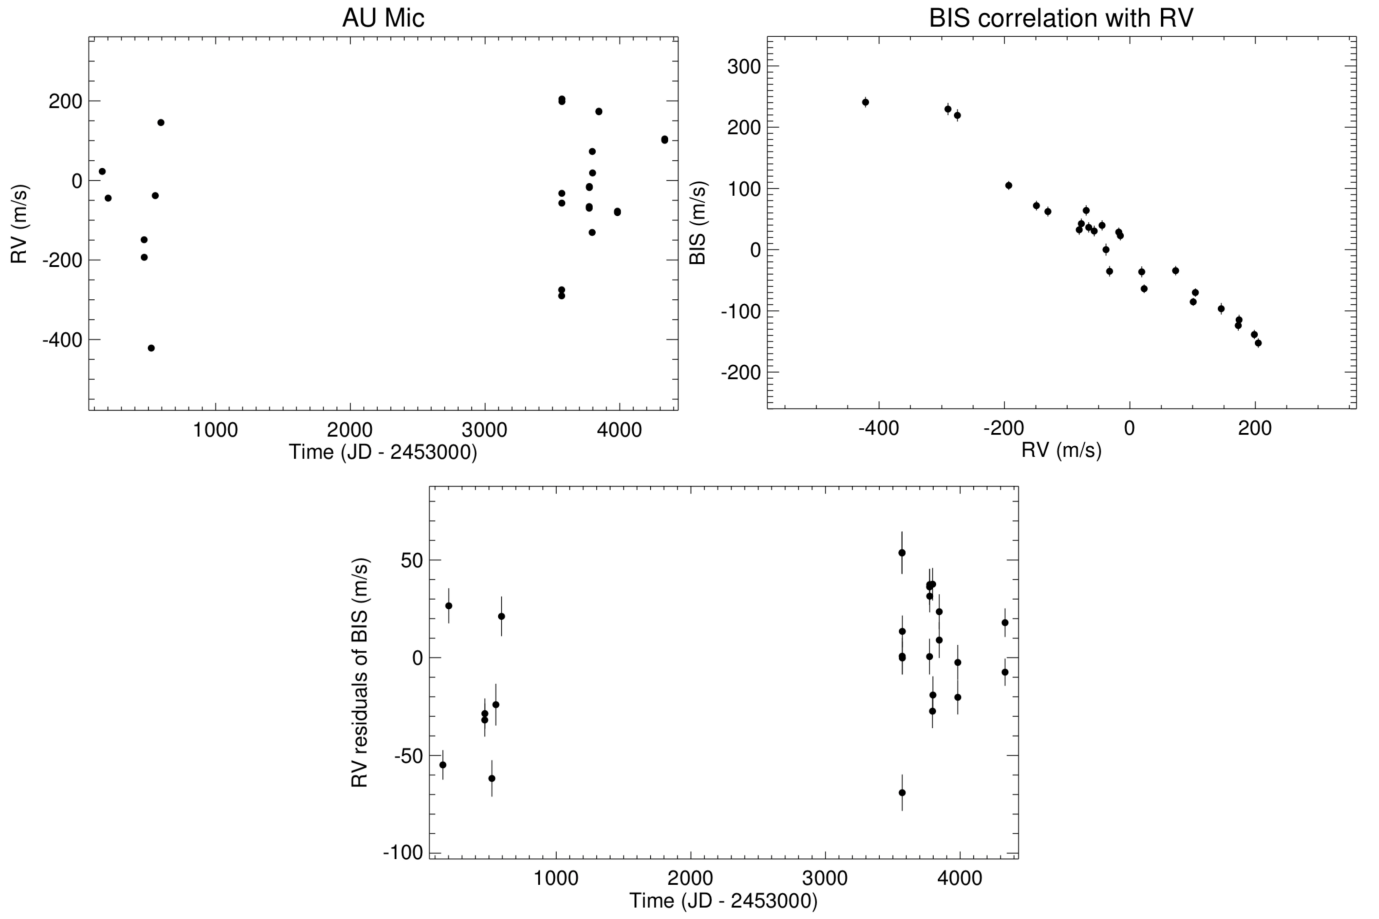 AU Mic
RV (m/s)
200
0
-200
-400
1000 2000 3000 4000
Time (JD - 2453000)
BIS correlation with RV
BIS (m/s)
300
200
100
0
-100
-200
-400 -200 0 200
RV (m/s)
RV residuals of BIS (m/s)
50
0
-50
-100
1000 2000 3000 4000
Time (JD - 2453000)